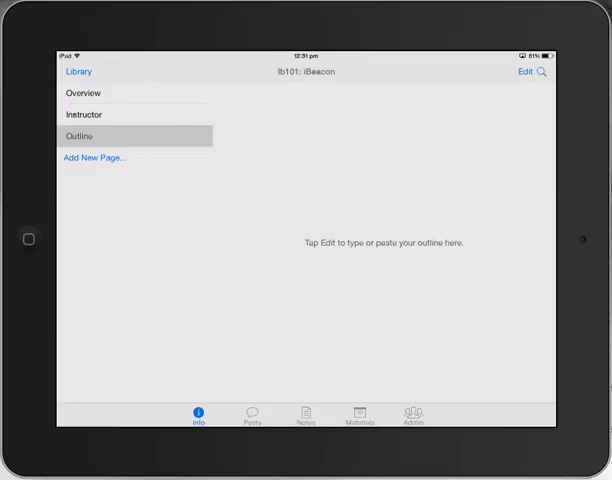 iPad 12:31 pm 81%
Library Ib101: iBeacon Edit
Overview
Instructor
Outline
Add New Page...
Tap Edit to type or paste your outline here.
Info Posts Notes Materials Admin